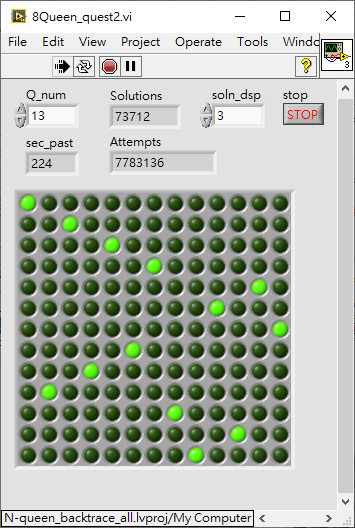 8Queen_quest2.vi
File Edit View Project Operate Tools Windo
3
Q_num Solutions soln_dsp stop
13 73712 3 STOP
sec_past Attempts
224 7783136
N-queen_backtrace_all.lvproj/My Computer